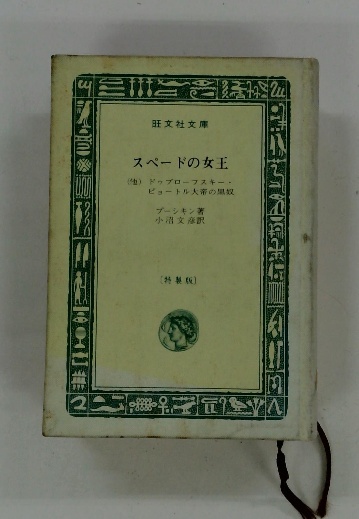 旺文社文庫
スペードの女王
(他) ドゥブローフスキー・
ピョートル大帝の黒奴
プーシキン著
小沼文彦訳
〔特製版〕